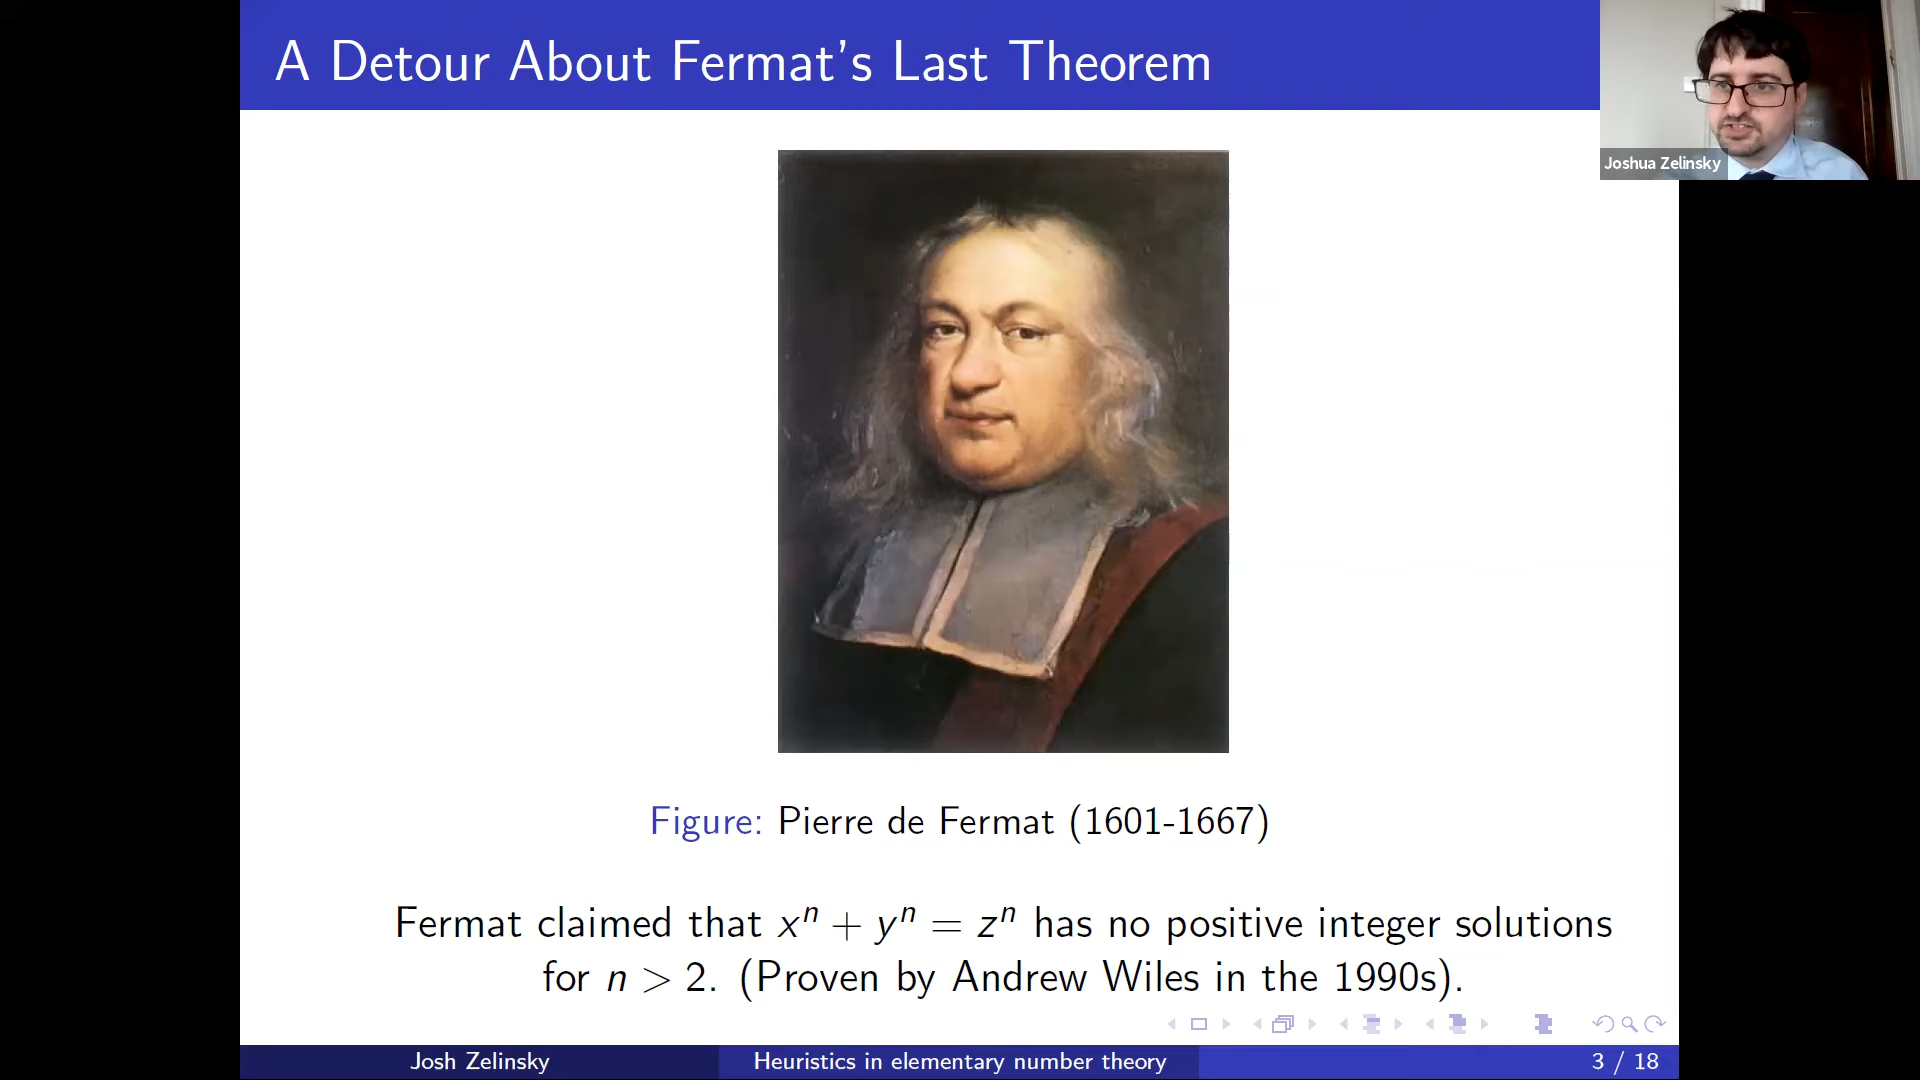 A Detour About Fermat's Last Theorem
Joshua Zelinsky
Figure: Pierre de Fermat (1601-1667)
Fermat claimed that xⁿ + yⁿ = zⁿ has no positive integer solutions
for n > 2. (Proven by Andrew Wiles in the 1990s).
Josh Zelinsky Heuristics in elementary number theory 3 / 18